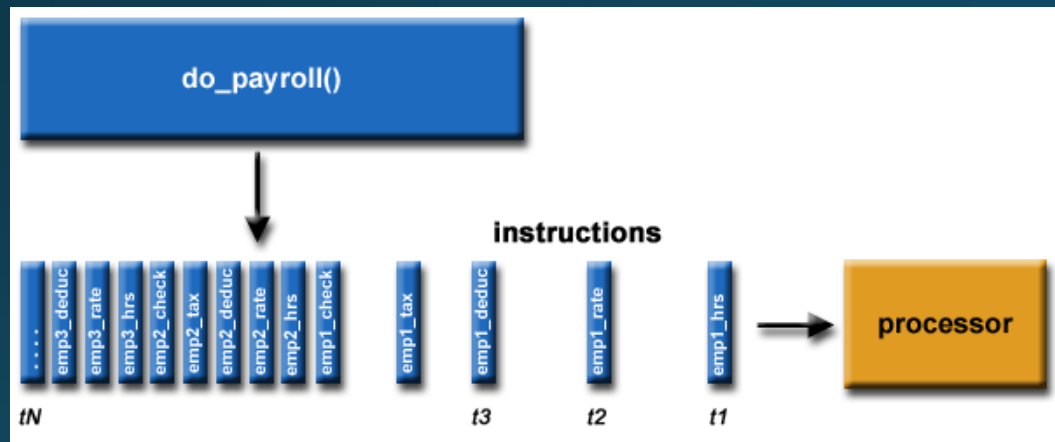 do_payroll()
instructions
....
emp3_deduc
emp3_rate
emp3_hrs
emp2_check
emp2_tax
emp2_deduc
emp2_rate
emp2_hrs
emp1_check
emp1_tax
emp1_deduc
emp1_rate
emp1_hrs
processor
tN
t3
t2
t1